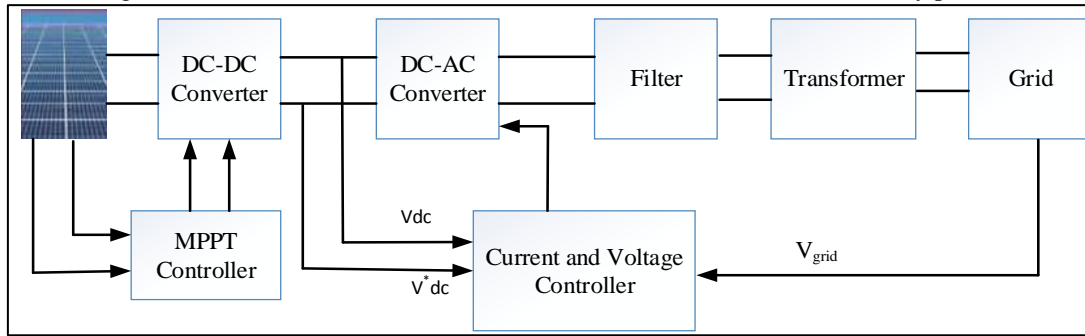 DC-DC
Converter
DC-AC
Converter
Filter
Transformer
Grid
MPPT
Controller
Vdc
V*dc
Current and Voltage
Controller
Vgrid